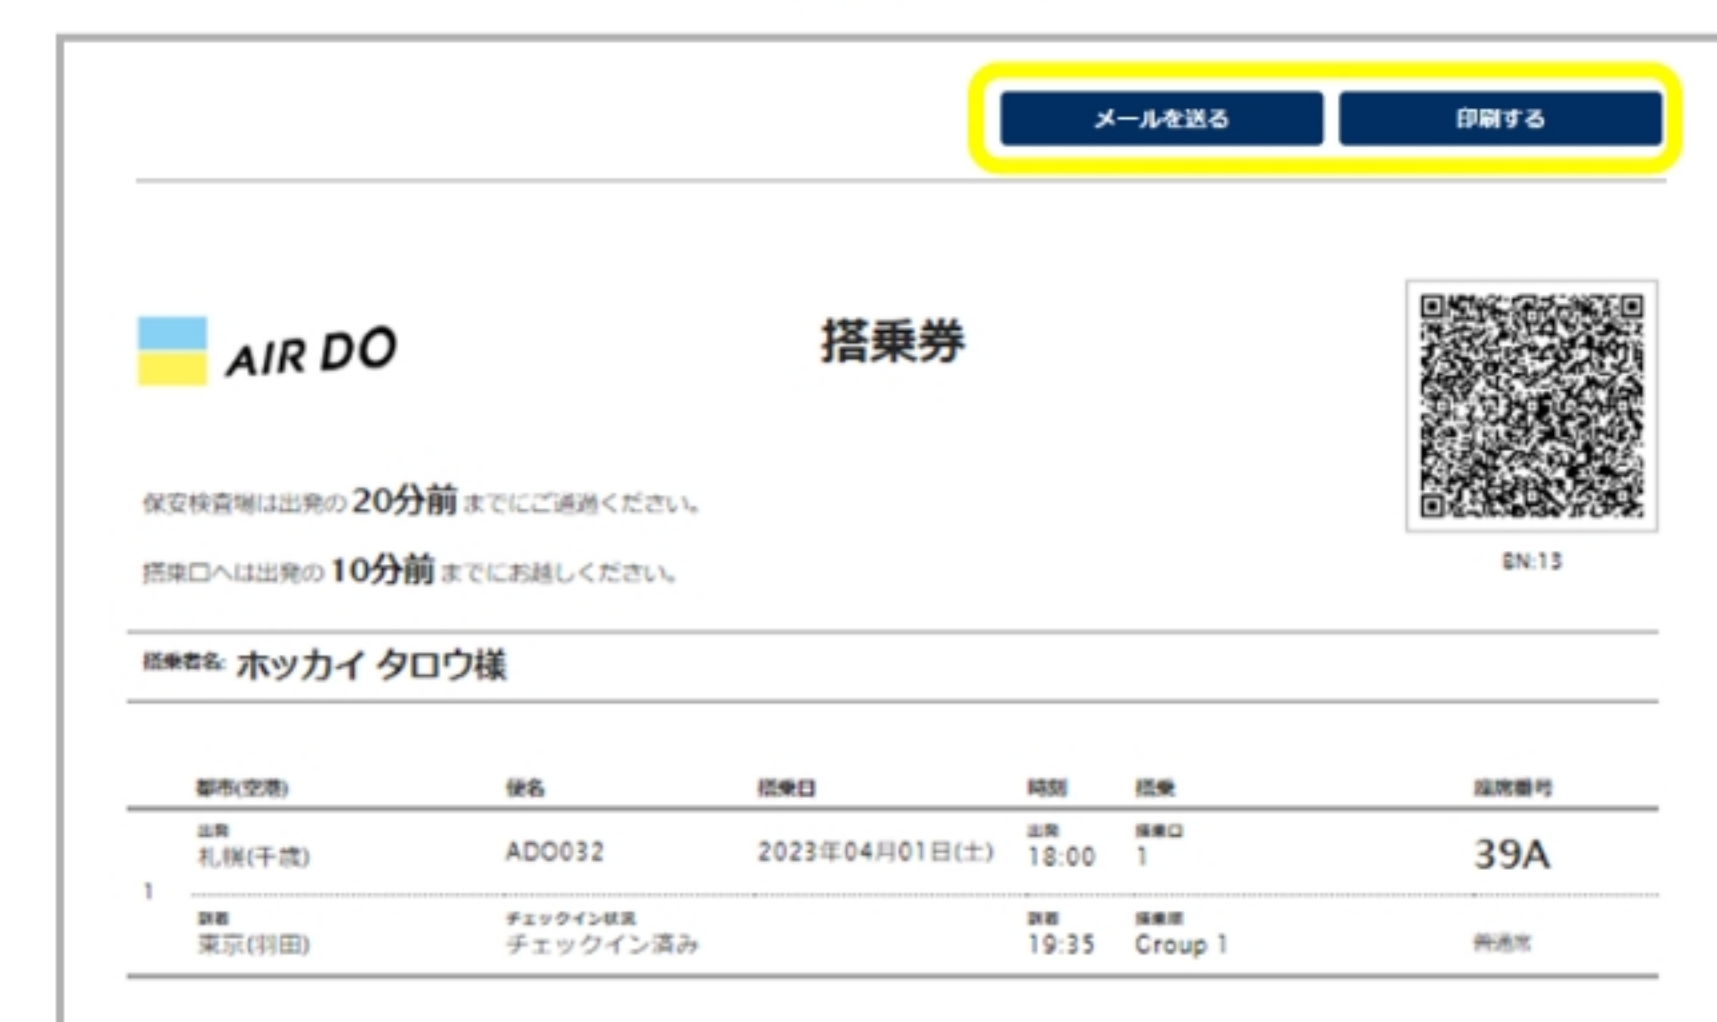 メールを送る 印刷する
AIR DO
搭乗券
保安検査場は出発の 20分前 までにご通過ください。
搭乗口へは出発の 10分前 までにお越しください。
BN:13
搭乗者名: ホッカイ タロウ様
都市(空港) 便名 搭乗日 時刻 搭乗 座席番号
出発 出発 搭乗口
札幌(千歳) ADO032 2023年04月01日(土) 18:00 1 39A
1
到着 チェックイン状況 到着 搭乗順
東京(羽田) チェックイン済み 19:35 Group 1 普通席